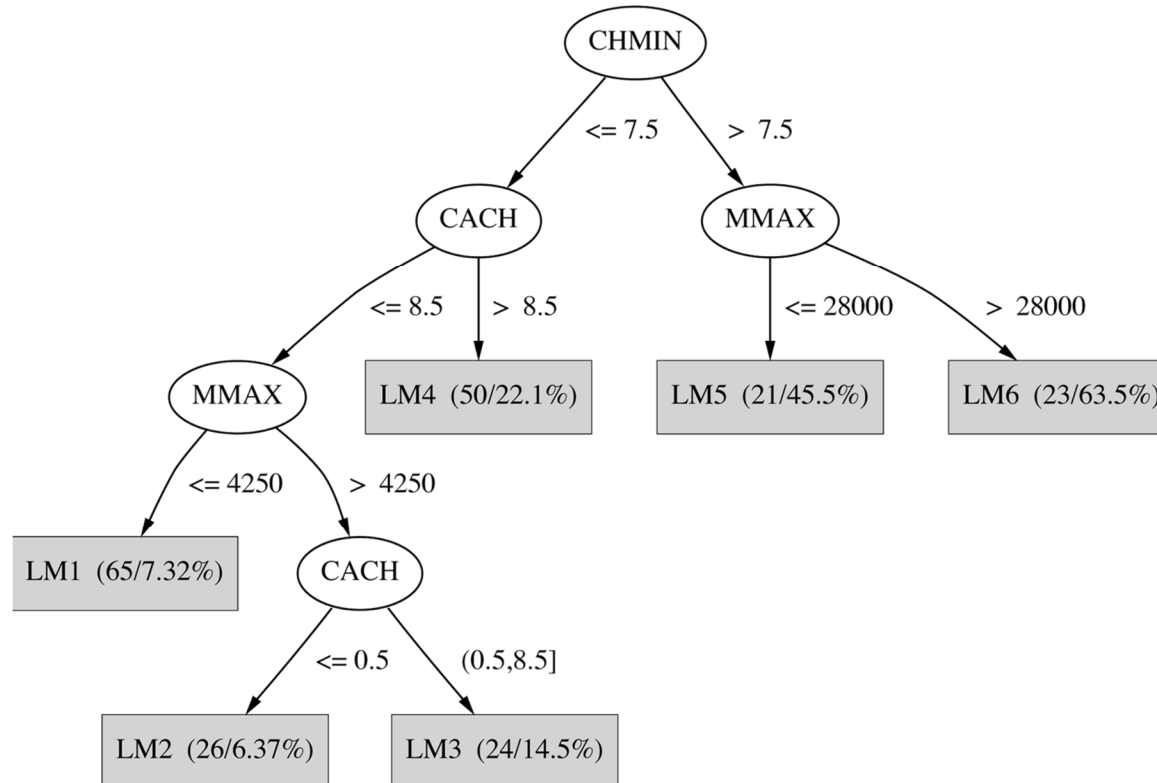 CHMIN
<= 7.5
> 7.5
CACH
MMAX
<= 8.5
> 8.5
<= 28000
> 28000
MMAX
LM4 (50/22.1%)
LM5 (21/45.5%)
LM6 (23/63.5%)
<= 4250
> 4250
LM1 (65/7.32%)
CACH
<= 0.5
(0.5,8.5]
LM2 (26/6.37%)
LM3 (24/14.5%)